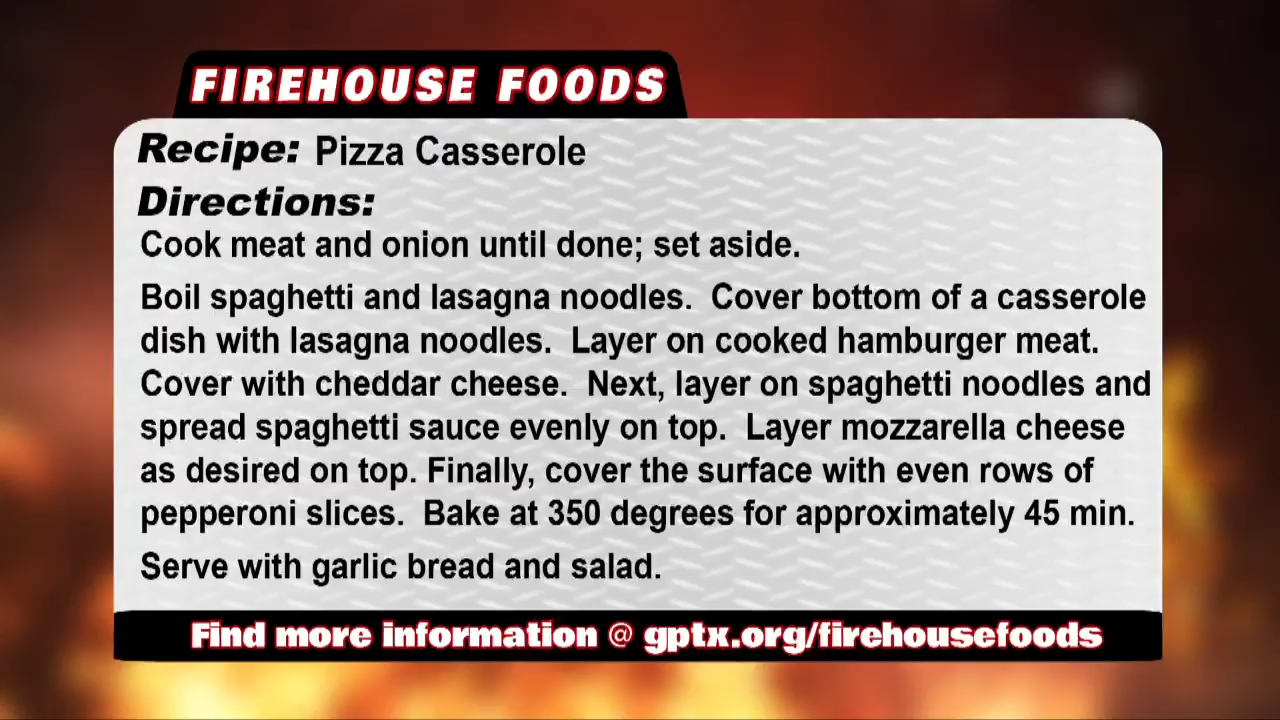 FIREHOUSE FOODS
Recipe: Pizza Casserole
Directions:
Cook meat and onion until done; set aside.
Boil spaghetti and lasagna noodles.  Cover bottom of a casserole
dish with lasagna noodles.  Layer on cooked hamburger meat.
Cover with cheddar cheese.  Next, layer on spaghetti noodles and
spread spaghetti sauce evenly on top.  Layer mozzarella cheese
as desired on top. Finally, cover the surface with even rows of
pepperoni slices.  Bake at 350 degrees for approximately 45 min.
Serve with garlic bread and salad.
Find more information @ gptx.org/firehousefoods